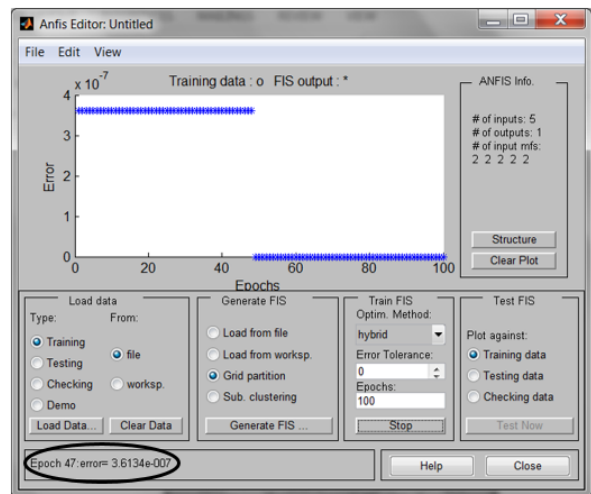 Anfis Editor: Untitled
File Edit View
x 10-7
Training data : o FIS output : *
4
3
2
1
0
Error
0 20 40 60 80 100
Epochs
ANFIS Info.
# of inputs: 5
# of outputs: 1
# of input mfs:
2 2 2 2 2
Structure
Clear Plot
Load data
Type: From:
Training
Testing
Checking
Demo
file
worksp.
Load Data... Clear Data
Generate FIS
Load from file
Load from worksp.
Grid partition
Sub. clustering
Generate FIS ...
Train FIS
Optim. Method:
hybrid
Error Tolerance:
0
Epochs:
100
Stop
Test FIS
Plot against:
Training data
Testing data
Checking data
Test Now
Epoch 47:error= 3.6134e-007
Help Close